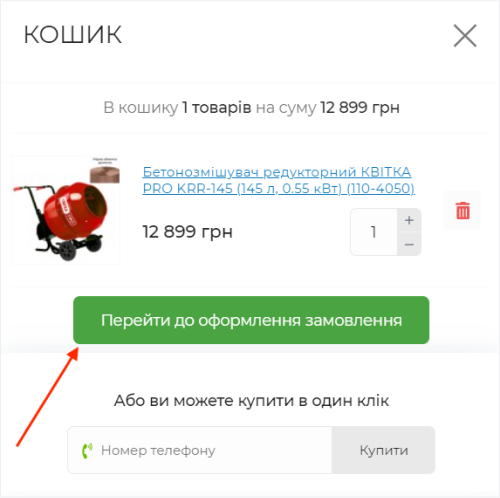 КОШИК
В кошику 1 товарів на суму 12 899 грн
Бетонозмішувач редукторний КВІТКА
PRO KRR-145 (145 л, 0.55 кВт) (110-4050)
12 899 грн
1
+
−
Перейти до оформлення замовлення
Або ви можете купити в один клік
Номер телефону
Купити